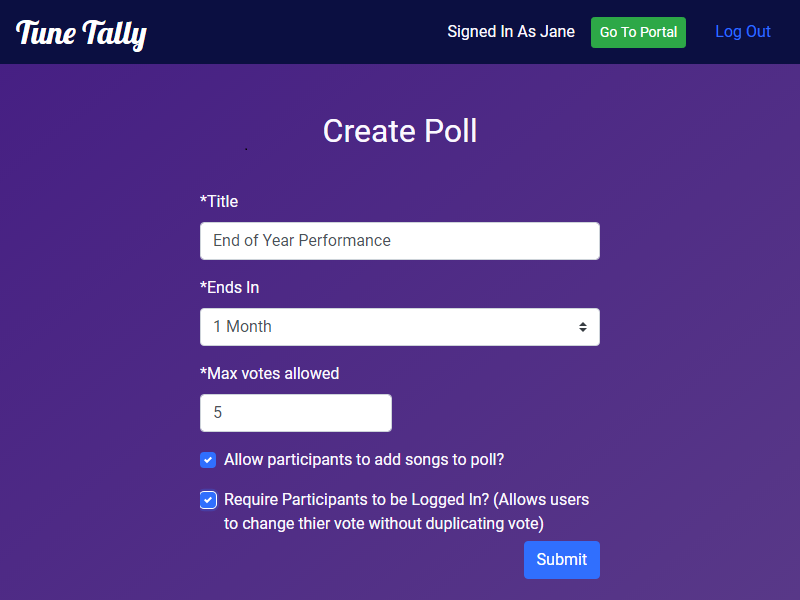 Tune Tally
Signed In As Jane
Go To Portal
Log Out
Create Poll
*Title
End of Year Performance
*Ends In
1 Month
*Max votes allowed
5
Allow participants to add songs to poll?
Require Participants to be Logged In? (Allows users
to change thier vote without duplicating vote)
Submit